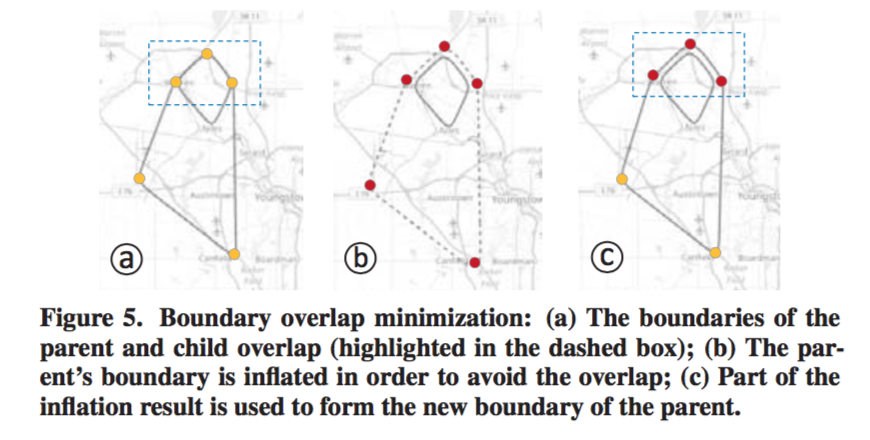 a
b
c
Figure 5. Boundary overlap minimization: (a) The boundaries of the
parent and child overlap (highlighted in the dashed box); (b) The par-
ent's boundary is inflated in order to avoid the overlap; (c) Part of the
inflation result is used to form the new boundary of the parent.